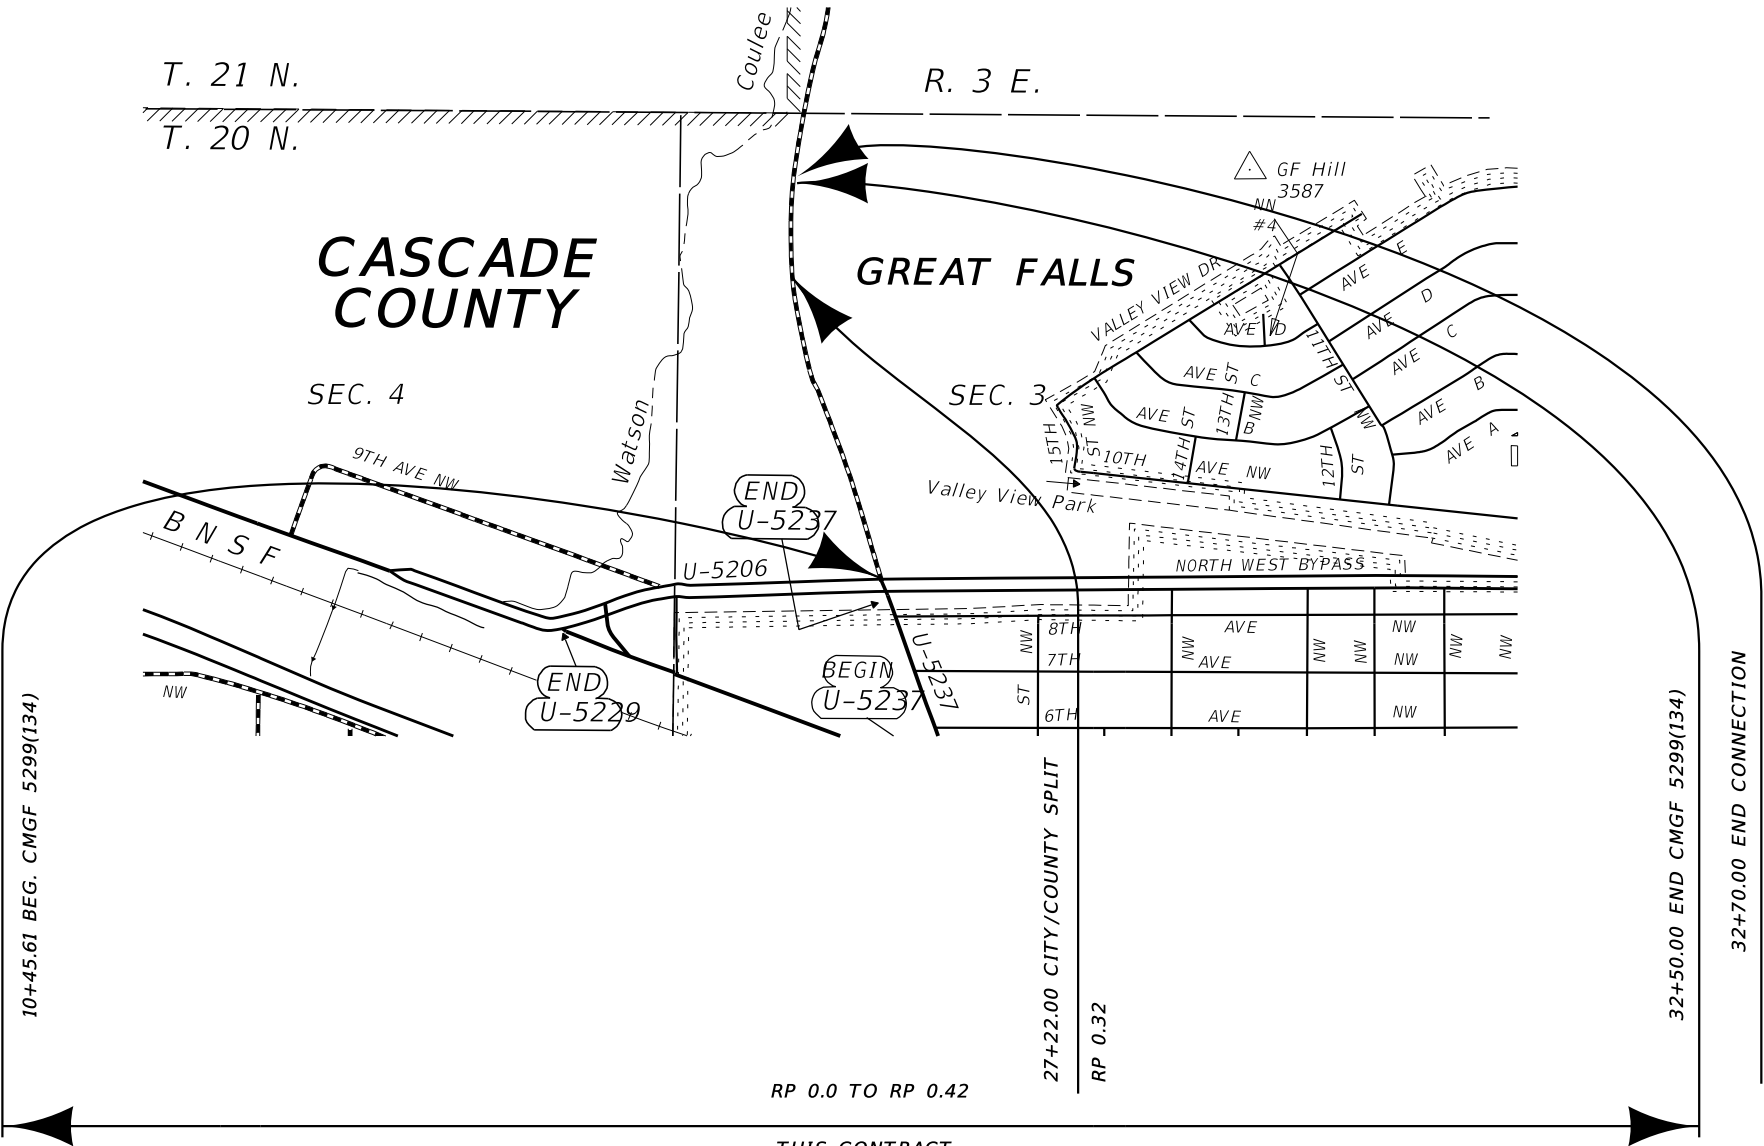 Coulee
T. 21 N.
R. 3 E.
T. 20 N.
GF Hill
3587
NN
#4
CASCADE
COUNTY
GREAT FALLS
VALLEY VIEW DR
AVE E
AVE D
AVE D
11TH ST NW
AVE C
AVE C
13TH ST NW
AVE B
AVE B
AVE A
SEC. 4
SEC. 3
Watson
15TH ST NW
14TH ST
10TH AVE NW
12TH ST
9TH AVE NW
Valley View Park
END
U-5237
BNSF
U-5206
NORTH WEST BYPASS
8TH AVE NW
NW
NW
NW
NW
NW
NW
7TH AVE NW
U-5237
BEGIN
U-5237
END
U-5229
NW
ST
6TH AVE NW
10+45.61 BEG. CMGF 5299(134)
27+22.00 CITY/COUNTY SPLIT
RP 0.32
32+50.00 END CMGF 5299(134)
32+70.00 END CONNECTION
RP 0.0 TO RP 0.42
THIS CONTRACT